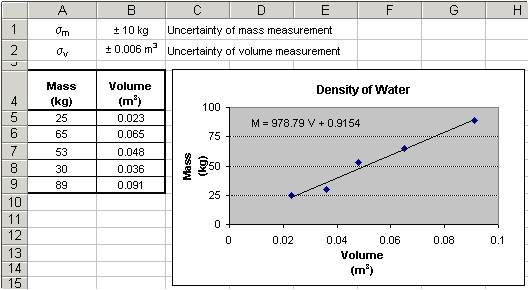 A B C D E F G H
1 σm ± 10 kg Uncertainty of mass measurement
2 σv ± 0.006 m³ Uncertainty of volume measurement
3
4 Mass (kg) Volume (m³)
5 25 0.023
6 65 0.065
7 53 0.048
8 30 0.036
9 89 0.091
10
11
12
13
14
15
Density of Water
M = 978.79 V + 0.9154
100
75
50
25
0
Mass
(kg)
0 0.02 0.04 0.06 0.08 0.1
Volume
(m³)